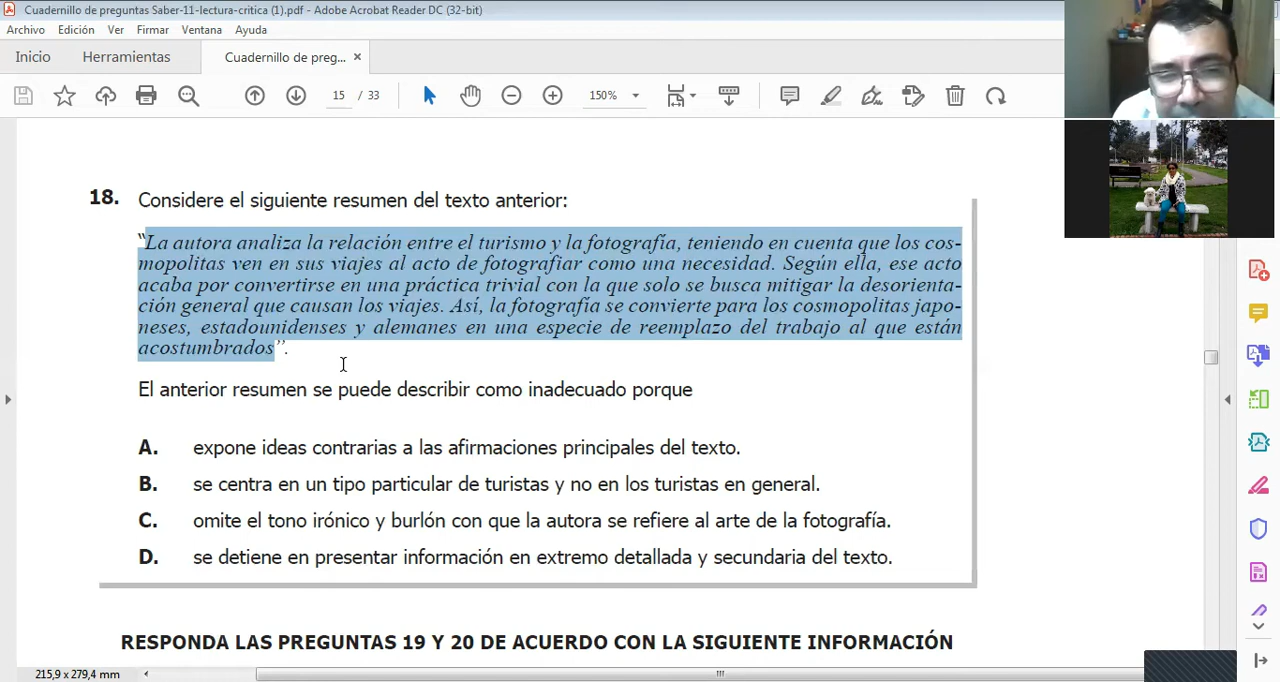 Cuadernillo de preguntas Saber-11-lectura-critica (1).pdf - Adobe Acrobat Reader DC (32-bit)
Archivo Edición Ver Firmar Ventana Ayuda
Inicio Herramientas Cuadernillo de preg... ×
15 / 33 150%
18. Considere el siguiente resumen del texto anterior:
“La autora analiza la relación entre el turismo y la fotografía, teniendo en cuenta que los cos-
mopolitas ven en sus viajes al acto de fotografiar como una necesidad. Según ella, ese acto
acaba por convertirse en una práctica trivial con la que solo se busca mitigar la desorienta-
ción general que causan los viajes. Así, la fotografía se convierte para los cosmopolitas japo-
neses, estadounidenses y alemanes en una especie de reemplazo del trabajo al que están
acostumbrados”.
El anterior resumen se puede describir como inadecuado porque
A. expone ideas contrarias a las afirmaciones principales del texto.
B. se centra en un tipo particular de turistas y no en los turistas en general.
C. omite el tono irónico y burlón con que la autora se refiere al arte de la fotografía.
D. se detiene en presentar información en extremo detallada y secundaria del texto.
RESPONDA LAS PREGUNTAS 19 Y 20 DE ACUERDO CON LA SIGUIENTE INFORMACIÓN
215,9 x 279,4 mm